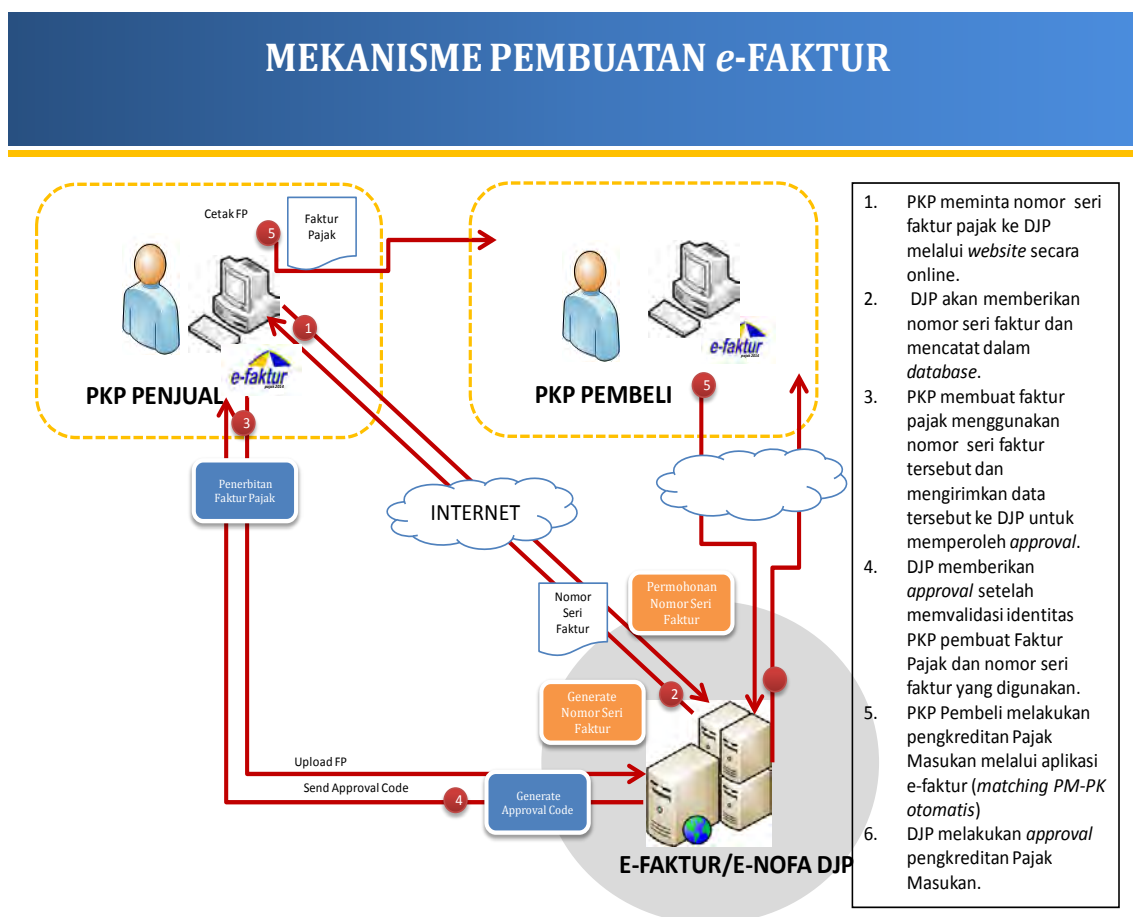 MEKANISME PEMBUATAN e-FAKTUR
Cetak FP
5
Faktur
Pajak
1
e-faktur
pajak 2014
PKP PENJUAL
3
e-faktur
PKP PEMBELI
5
Penerbitan
Faktur Pajak
INTERNET
Nomor
Seri
Faktur
Permohonan
Nomor Seri
Faktur
2
Generate
Nomor Seri
Faktur
Upload FP
Send Approval Code
4
Generate
Approval Code
E-FAKTUR/E-NOFA DJP
1. PKP meminta nomor seri
faktur pajak ke DJP
melalui website secara
online.
2. DJP akan memberikan
nomor seri faktur dan
mencatat dalam
database.
3. PKP membuat faktur
pajak menggunakan
nomor seri faktur
tersebut dan
mengirimkan data
tersebut ke DJP untuk
memperoleh approval.
4. DJP memberikan
approval setelah
memvalidasi identitas
PKP pembuat Faktur
Pajak dan nomor seri
faktur yang digunakan.
5. PKP Pembeli melakukan
pengkreditan Pajak
Masukan melalui aplikasi
e-faktur (matching PM-PK
otomatis)
6. DJP melakukan approval
pengkreditan Pajak
Masukan.